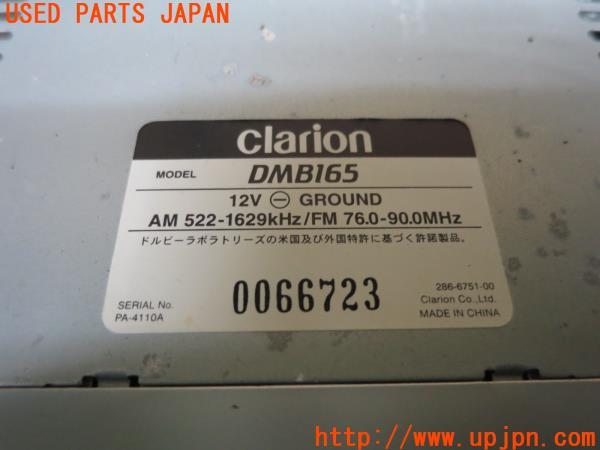 USED PARTS JAPAN
clarion
MODEL DMB165
12V ⊖ GROUND
AM 522-1629kHz/FM 76.0-90.0MHz
ドルビーラボラトリーズの米国及び外国特許に基づく許諾製品。
SERIAL No.
PA-4110A
0066723
286-6751-00
Clarion Co.,Ltd.
MADE IN CHINA
http://www.upjpn.com/